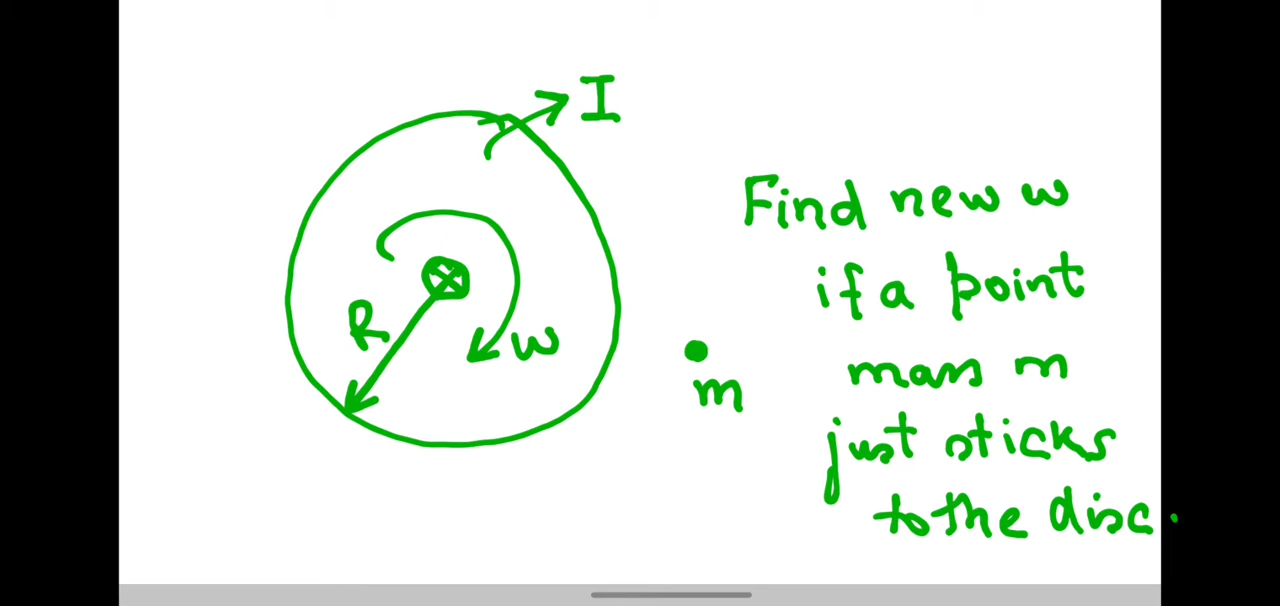 I
R
w
m
Find new w
if a point
mass m
just sticks
to the disc.